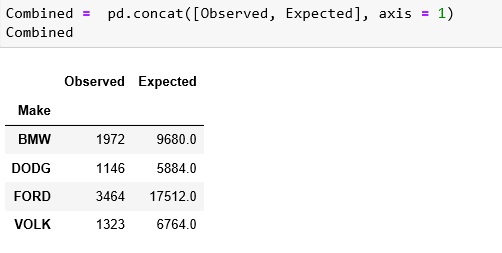 Combined = pd.concat([Observed, Expected], axis = 1)
Combined
Observed Expected
Make
BMW 1972 9680.0
DODG 1146 5884.0
FORD 3464 17512.0
VOLK 1323 6764.0